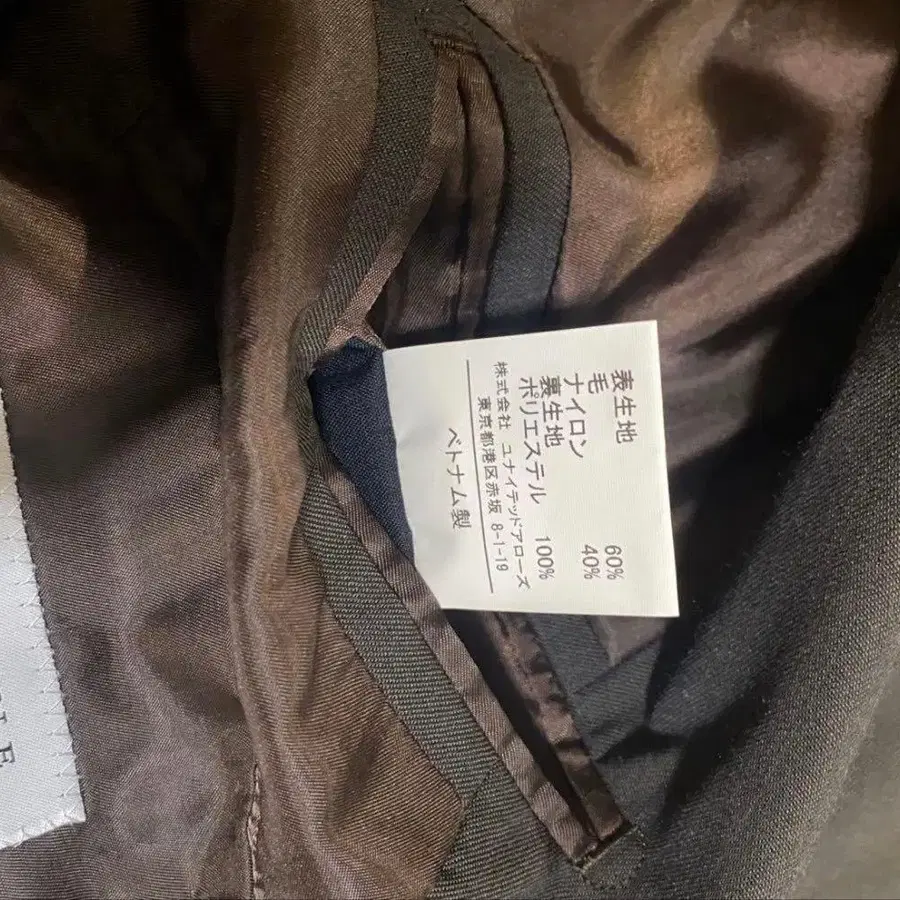 表生地
毛 60%
ナイロン 40%
裏生地
ポリエステル 100%
株式会社 ユナイテッドアローズ
東京都港区赤坂 8-1-19
ベトナム製